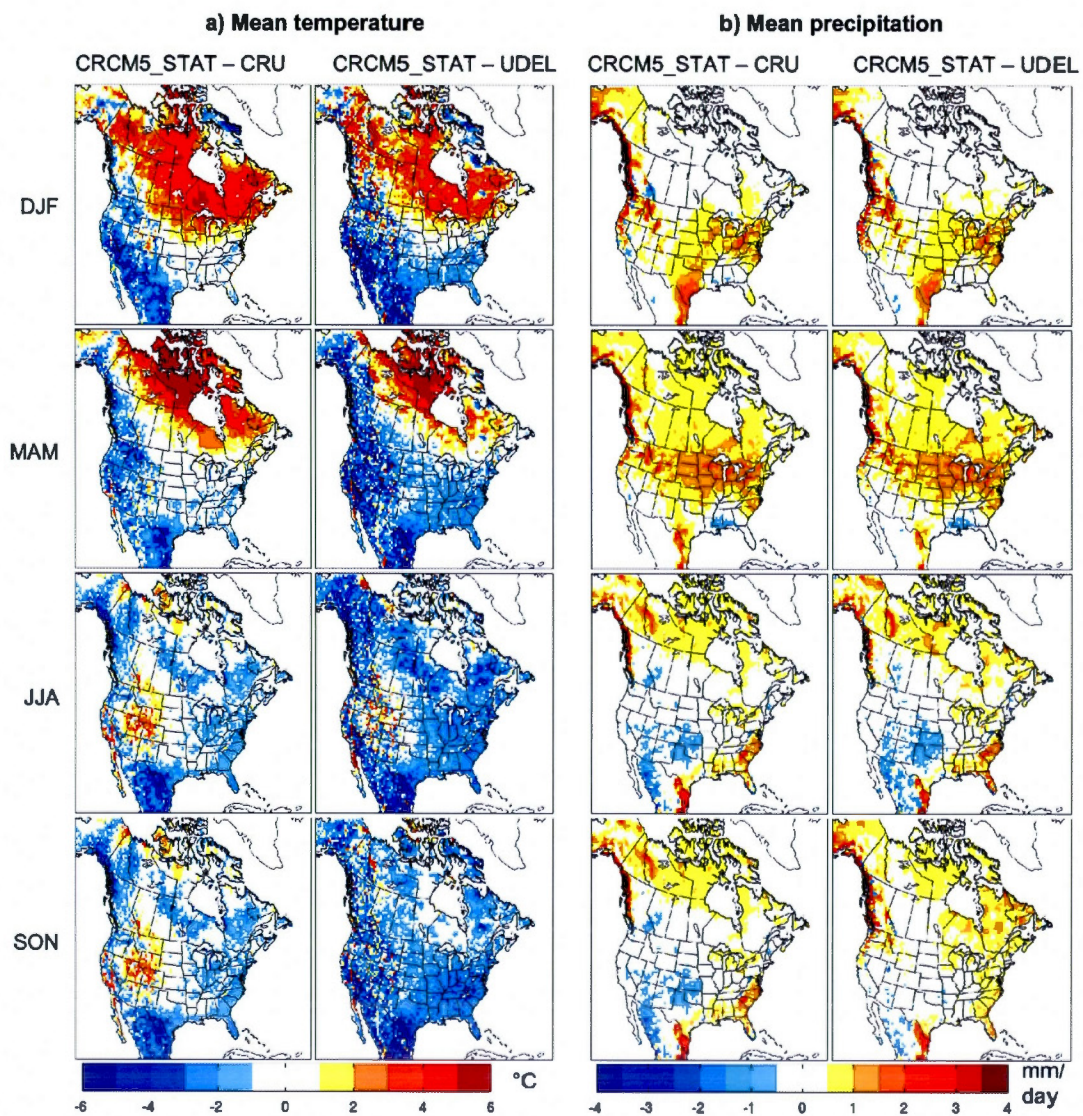 a) Mean temperature
b) Mean precipitation
CRCM5_STAT – CRU
CRCM5_STAT – UDEL
CRCM5_STAT – CRU
CRCM5_STAT – UDEL
DJF
MAM
JJA
SON
°C
mm/
day
-6 -4 -2 0 2 4 6
-4 -3 -2 -1 0 1 2 3 4